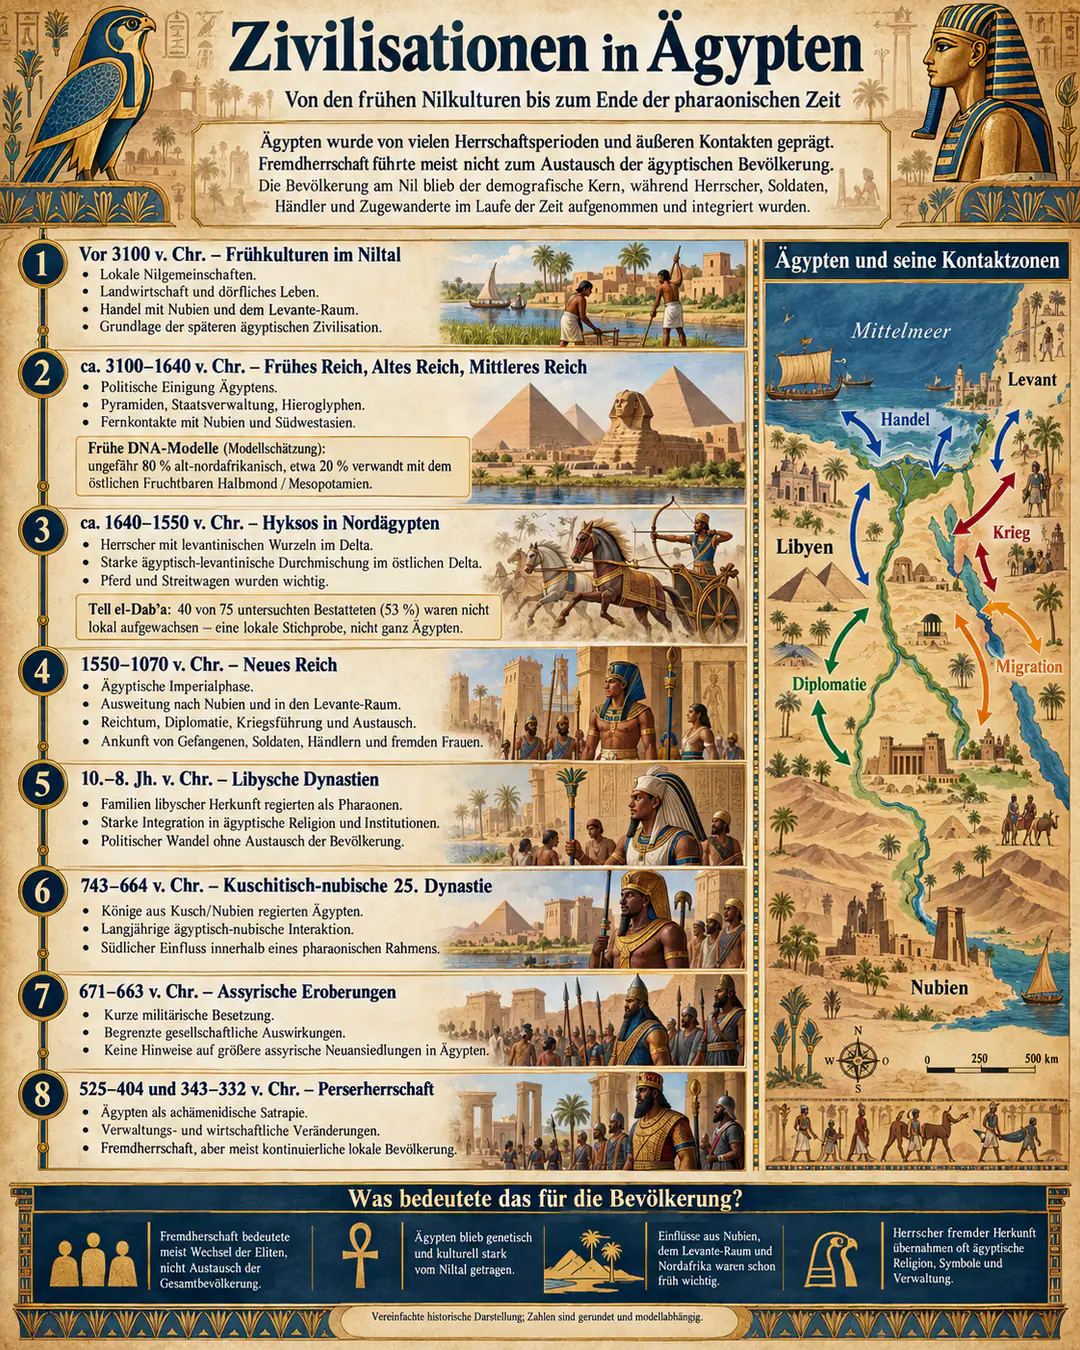 Zivilisationen in Ägypten
Von den frühen Nilkulturen bis zum Ende der pharaonischen Zeit
Ägypten wurde von vielen Herrschaftsperioden und äußeren Kontakten geprägt.
Fremdherrschaft führte meist nicht zum Austausch der ägyptischen Bevölkerung.
Die Bevölkerung am Nil blieb der demografische Kern, während Herrscher, Soldaten,
Händler und Zugewanderte im Laufe der Zeit aufgenommen und integriert wurden.
1
Vor 3100 v. Chr. – Frühkulturen im Niltal
• Lokale Nilgemeinschaften.
• Landwirtschaft und dörfliches Leben.
• Handel mit Nubien und dem Levante-Raum.
• Grundlage der späteren ägyptischen Zivilisation.
2
ca. 3100–1640 v. Chr. – Frühes Reich, Altes Reich, Mittleres Reich
• Politische Einigung Ägyptens.
• Pyramiden, Staatsverwaltung, Hieroglyphen.
• Fernkontakte mit Nubien und Südwestasien.
Frühe DNA-Modelle (Modellschätzung):
ungefähr 80 % alt-nordafrikanisch, etwa 20 % verwandt mit dem
östlichen Fruchtbaren Halbmond / Mesopotamien.
3
ca. 1640–1550 v. Chr. – Hyksos in Nordägypten
• Herrscher mit levantinischen Wurzeln im Delta.
• Starke ägyptisch-levantinische Durchmischung im östlichen Delta.
• Pferd und Streitwagen wurden wichtig.
Tell el-Dab’a: 40 von 75 untersuchten Bestatteten (53 %) waren nicht
lokal aufgewachsen – eine lokale Stichprobe, nicht ganz Ägypten.
4
1550–1070 v. Chr. – Neues Reich
• Ägyptische Imperialphase.
• Ausweitung nach Nubien und in den Levante-Raum.
• Reichtum, Diplomatie, Kriegsführung und Austausch.
• Ankunft von Gefangenen, Soldaten, Händlern und fremden Frauen.
5
10.–8. Jh. v. Chr. – Libysche Dynastien
• Familien libyscher Herkunft regierten als Pharaonen.
• Starke Integration in ägyptische Religion und Institutionen.
• Politischer Wandel ohne Austausch der Bevölkerung.
6
743–664 v. Chr. – Kuschitisch-nubische 25. Dynastie
• Könige aus Kusch/Nubien regierten Ägypten.
• Langjährige ägyptisch-nubische Interaktion.
• Südlicher Einfluss innerhalb eines pharaonischen Rahmens.
7
671–663 v. Chr. – Assyrische Eroberungen
• Kurze militärische Besetzung.
• Begrenzte gesellschaftliche Auswirkungen.
• Keine Hinweise auf größere assyrische Neuansiedlungen in Ägypten.
8
525–404 und 343–332 v. Chr. – Perserherrschaft
• Ägypten als achämenidische Satrapie.
• Verwaltungs- und wirtschaftliche Veränderungen.
• Fremdherrschaft, aber meist kontinuierliche lokale Bevölkerung.
Ägypten und seine Kontaktzonen
Mittelmeer
Levant
Handel
Krieg
Libyen
Migration
Diplomatie
Nubien
N
W
O
S
0 250 500 km
Was bedeutete das für die Bevölkerung?
Fremdherschaft bedeutete
meist Wechsel der Eliten,
nicht Austausch der
Gesamtbevölkerung.
Ägypten blieb genetisch
und kulturell stark
vom Niltal getragen.
Einflüsse aus Nubien,
dem Levante-Raum und
Nordafrika waren schon
früh wichtig.
Herrscher fremder Herkunft
übernahmen oft ägyptische
Religion, Symbole und
Verwaltung.
Vereinfachte historische Darstellung; Zahlen sind gerundet und modellabhängig.